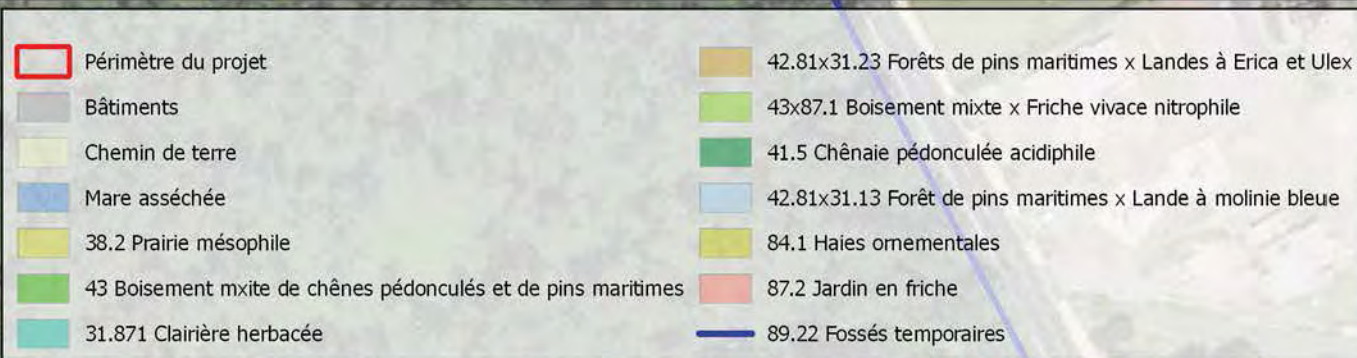 Périmètre du projet
Bâtiments
Chemin de terre
Mare asséchée
38.2 Prairie mésophile
43 Boisement mxite de chênes pédonculés et de pins maritimes
31.871 Clairière herbacée
42.81x31.23 Forêts de pins maritimes x Landes à Erica et Ulex
43x87.1 Boisement mixte x Friche vivace nitrophile
41.5 Chênaie pédonculée acidiphile
42.81x31.13 Forêt de pins maritimes x Lande à molinie bleue
84.1 Haies ornementales
87.2 Jardin en friche
89.22 Fossés temporaires